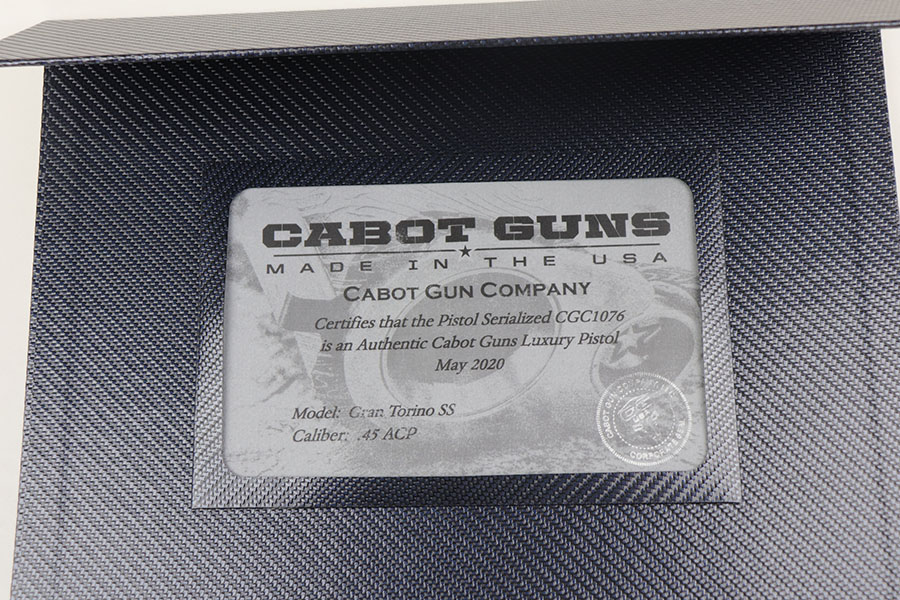 CABOT GUNS
MADE IN THE USA
CABOT GUN COMPANY
Certifies that the Pistol Serialized CGC1076
is an Authentic Cabot Guns Luxury Pistol
May 2020
Model: Gran Torino SS
Caliber: .45 ACP